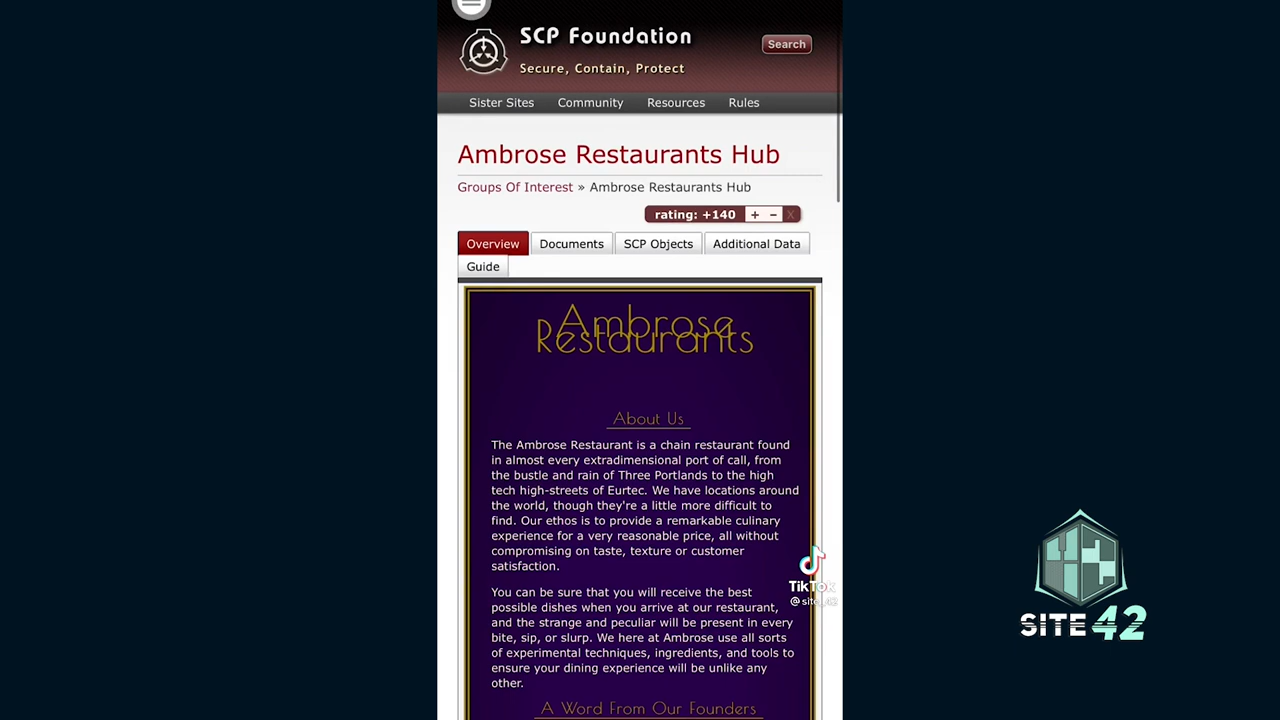 SCP Foundation
Secure, Contain, Protect
Search
Sister Sites Community Resources Rules
Ambrose Restaurants Hub
Groups Of Interest » Ambrose Restaurants Hub
rating: +140 + − X
Overview Documents SCP Objects Additional Data
Guide
Ambrose
Restaurants
About Us
The Ambrose Restaurant is a chain restaurant found
in almost every extradimensional port of call, from
the bustle and rain of Three Portlands to the high
tech high-streets of Eurtec. We have locations around
the world, though they're a little more difficult to
find. Our ethos is to provide a remarkable culinary
experience for a very reasonable price, all without
compromising on taste, texture or customer
satisfaction.
You can be sure that you will receive the best
possible dishes when you arrive at our restaurant,
and the strange and peculiar will be present in every
bite, sip, or slurp. We here at Ambrose use all sorts
of experimental techniques, ingredients, and tools to
ensure your dining experience will be unlike any
other.
A Word From Our Founders
TikTok
@site_42
SITE 42